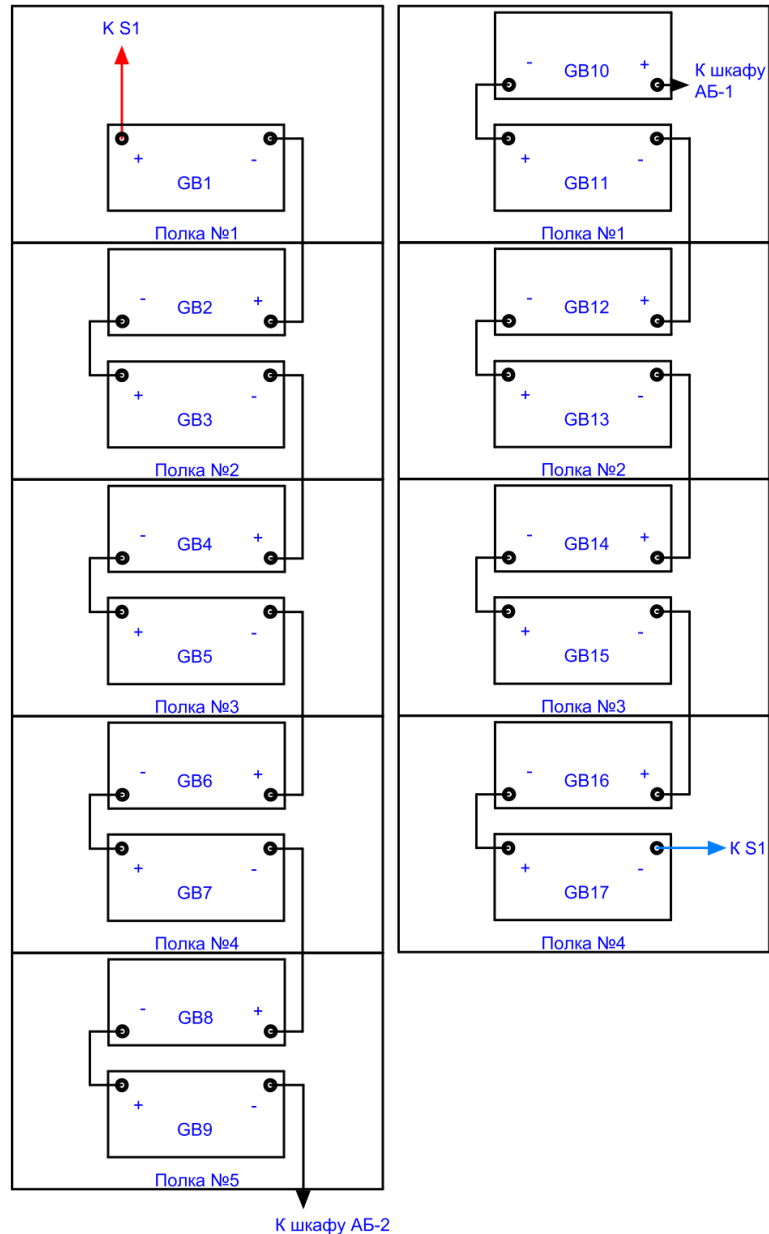 K S1
+ -
GB1
Полка №1
- GB2 +
+ -
GB3
Полка №2
- GB4 +
+ -
GB5
Полка №3
- GB6 +
+ -
GB7
Полка №4
- GB8 +
+ -
GB9
Полка №5
К шкафу АБ-2
- GB10 +
К шкафу
АБ-1
+ -
GB11
Полка №1
- GB12 +
+ -
GB13
Полка №2
- GB14 +
+ -
GB15
Полка №3
- GB16 +
К S1
+ -
GB17
Полка №4